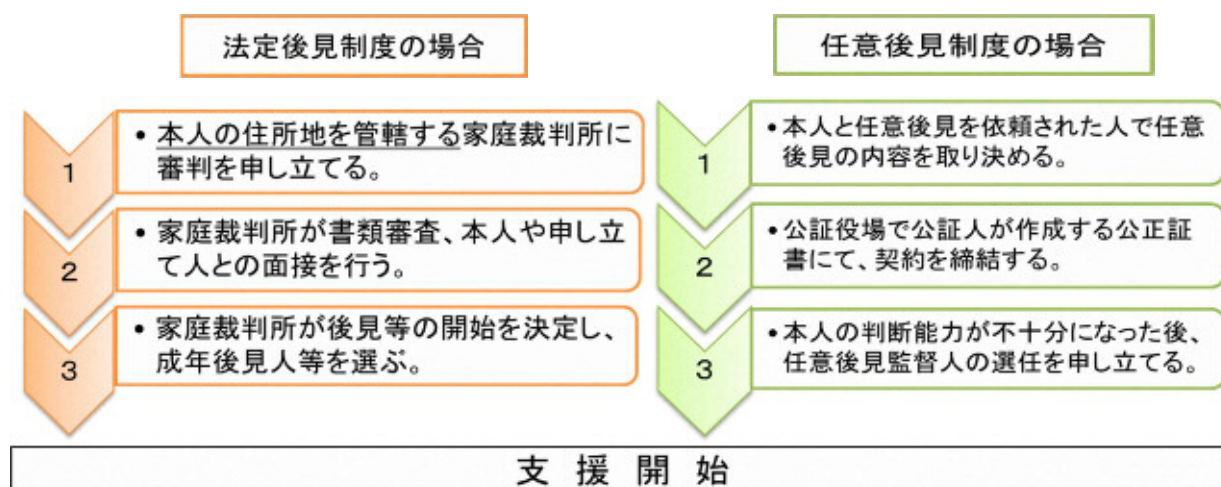 法定後見制度の場合
1
• 本人の住所地を管轄する家庭裁判所に
審判を申し立てる。
2
• 家庭裁判所が書類審査、本人や申し立
て人との面接を行う。
3
• 家庭裁判所が後見等の開始を決定し、
成年後見人等を選ぶ。
任意後見制度の場合
1
• 本人と任意後見を依頼された人で任意
後見の内容を取り決める。
2
• 公証役場で公証人が作成する公正証
書にて、契約を締結する。
3
• 本人の判断能力が不十分になった後、
任意後見監督人の選任を申し立てる。
支援開始